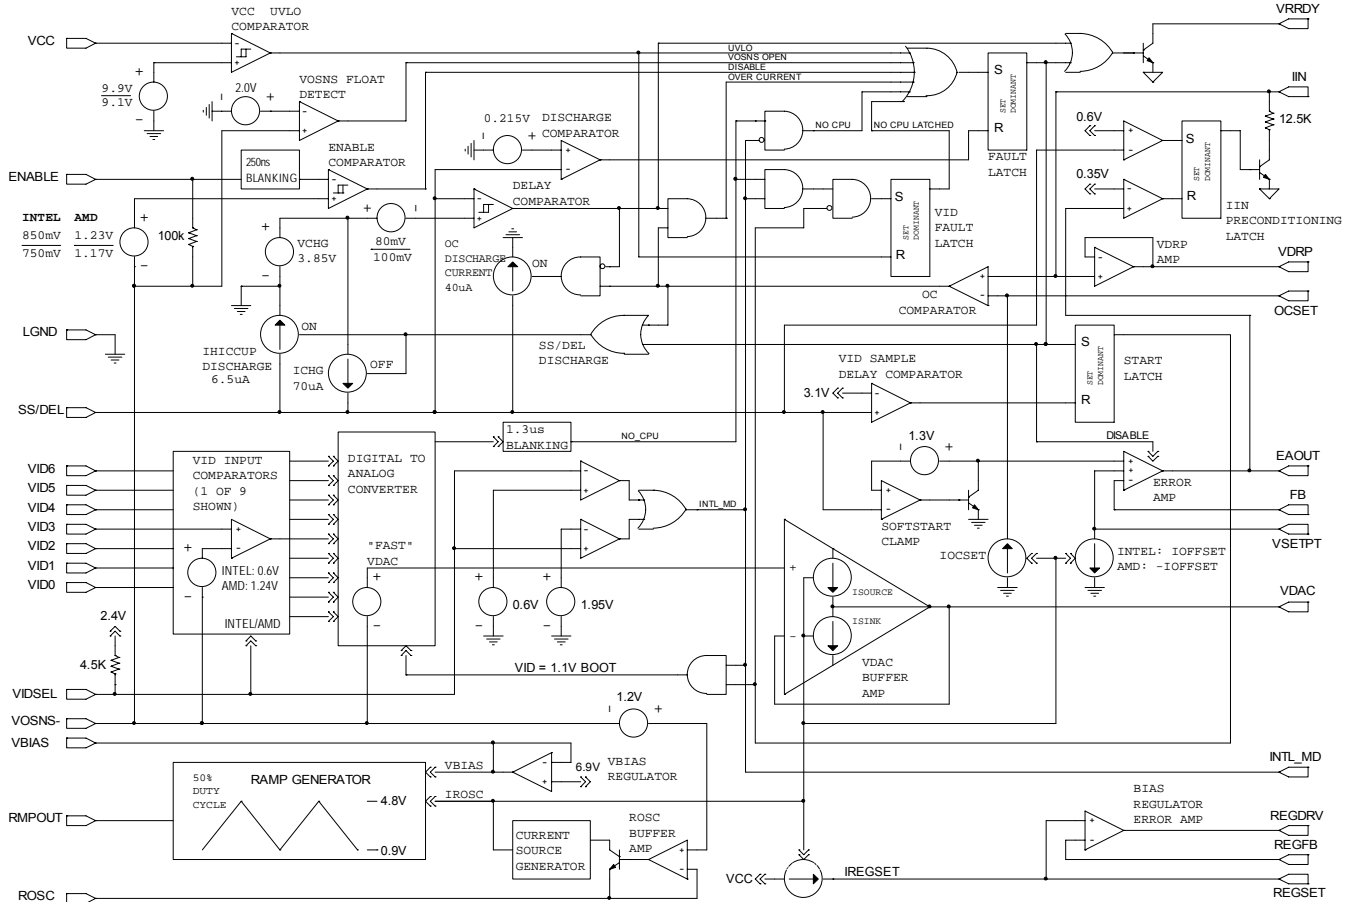 VCC UVLO
COMPARATOR
VCC
9.9V
9.1V
2.0V
VOSNS FLOAT
DETECT
UVLO
VOSNS OPEN
DISABLE
OVER CURRENT
VRRDY
IIN
12.5K
0.6V
0.35V
S
R
SET
DOMINANT
FAULT
LATCH
NO CPU
NO CPU LATCHED
0.215V
DISCHARGE
COMPARATOR
ENABLE
COMPARATOR
250ns
BLANKING
ENABLE
DELAY
COMPARATOR
INTEL AMD
850mV 1.23V
750mV 1.17V
100k
VCHG
3.85V
80mV
100mV
OC
DISCHARGE
CURRENT
40uA
ON
S
R
SET
DOMINANT
VID
FAULT
LATCH
S
R
SET
DOMINANT
IIN
PRECONDITIONING
LATCH
VDRP
AMP
VDRP
OCSET
OC
COMPARATOR
LGND
ON
IHICCUP
DISCHARGE
6.5uA
ICHG
70uA
OFF
SS/DEL
DISCHARGE
VID SAMPLE
DELAY COMPARATOR
3.1V
S
R
SET
DOMINANT
START
LATCH
SS/DEL
1.3us
BLANKING
NO_CPU
1.3V
DISABLE
EAOUT
ERROR
AMP
FB
VSETPT
VID6
VID5
VID4
VID3
VID2
VID1
VID0
VID INPUT
COMPARATORS
(1 OF 9
SHOWN)
INTEL: 0.6V
AMD: 1.24V
INTEL/AMD
DIGITAL TO
ANALOG
CONVERTER
"FAST"
VDAC
INTL_MD
0.6V
1.95V
SOFTSTART
CLAMP
IOCSET
INTEL: IOFFSET
AMD: -IOFFSET
ISOURCE
ISINK
VDAC
BUFFER
AMP
VDAC
2.4V
4.5K
VIDSEL
VID = 1.1V BOOT
VOSNS-
1.2V
VBIAS
VBIAS
6.9V
VBIAS
REGULATOR
INTL_MD
50%
DUTY
CYCLE
RAMP GENERATOR
4.8V
0.9V
IROSC
RMPOUT
CURRENT
SOURCE
GENERATOR
ROSC
BUFFER
AMP
ROSC
VCC
IREGSET
BIAS
REGULATOR
ERROR AMP
REGDRV
REGFB
REGSET